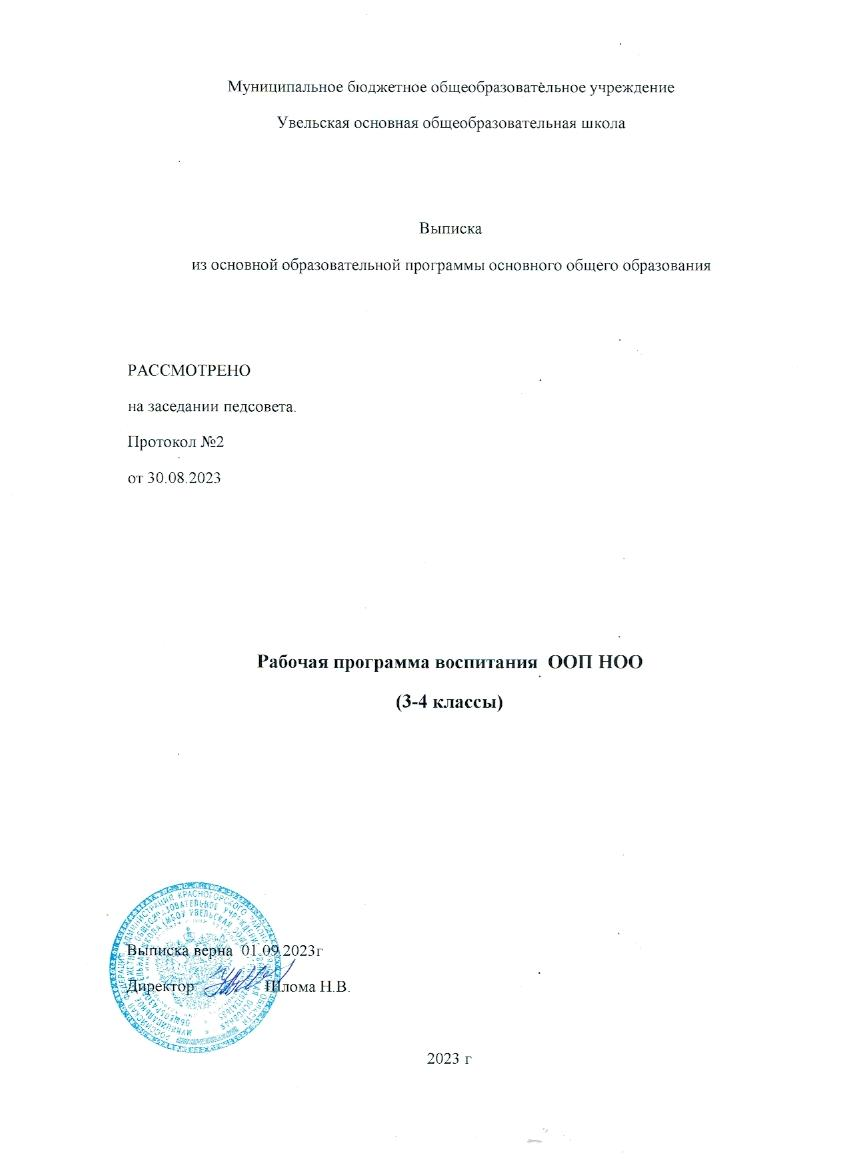 Муниципальное бюджетное общеобразовательное учреждение
Увельская основная общеобразовательная школа
Выписка
из основной образовательной программы основного общего образования
РАССМОТРЕНО
на заседании педсовета.
Протокол №2
от 30.08.2023
Рабочая программа воспитания ООП НОО
(3-4 классы)
Выписка верна 01.09.2023г
Директор Шлома Н.В.
2023 г